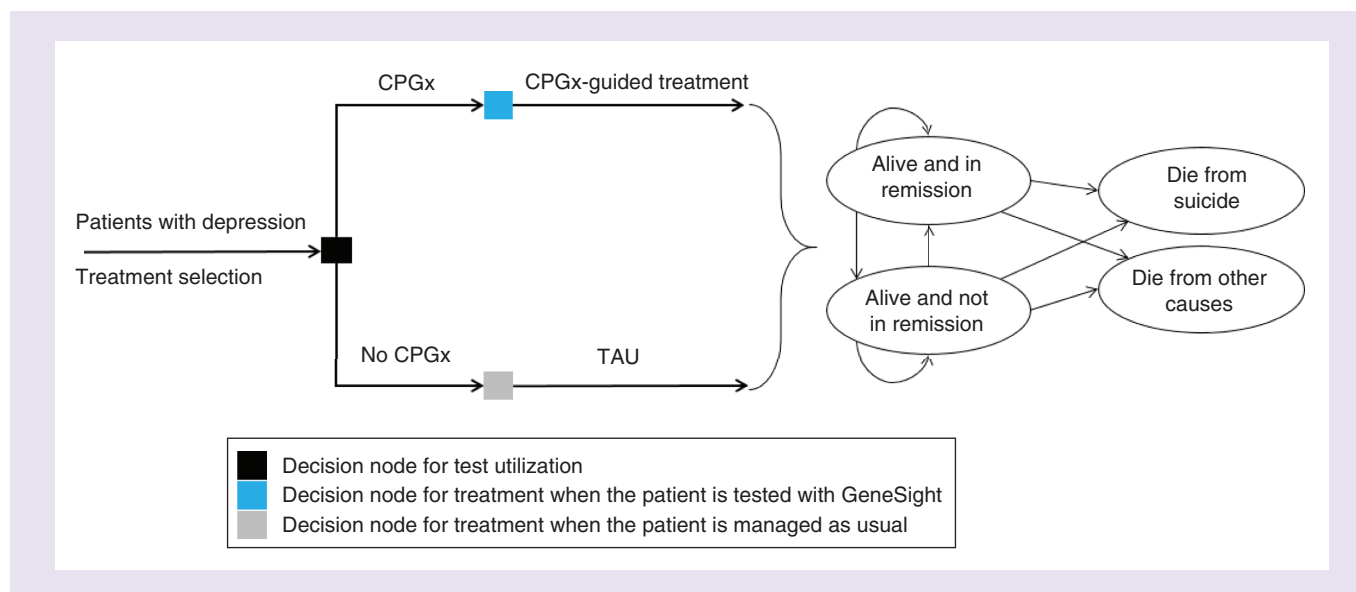 CPGx
CPGx-guided treatment
Patients with depression
Treatment selection
No CPGx
TAU
Alive and in
remission
Die from
suicide
Alive and not
in remission
Die from other
causes
Decision node for test utilization
Decision node for treatment when the patient is tested with GeneSight
Decision node for treatment when the patient is managed as usual